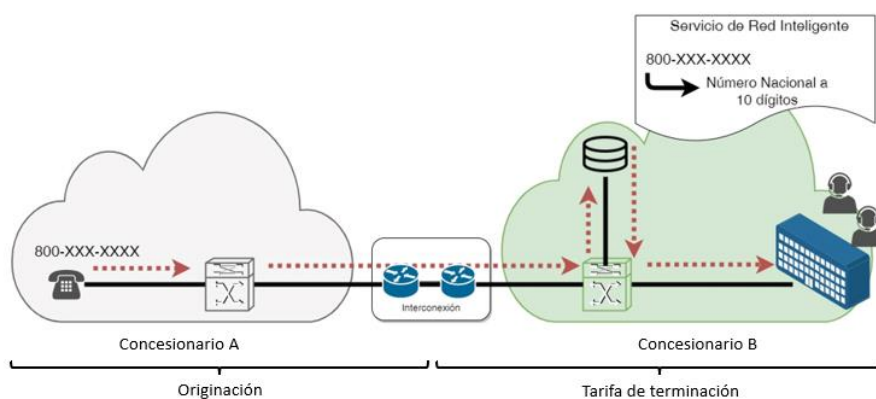 Servicio de Red Inteligente
800-XXX-XXXX
Número Nacional a
10 dígitos
800-XXX-XXXX
Interconexión
Concesionario A
Concesionario B
Originación
Tarifa de terminación